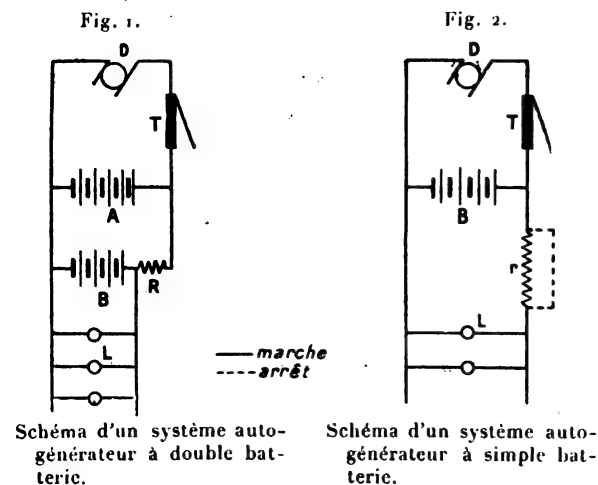 Fig. 1.
D
T
A
B
R
L
Schéma d'un système auto-
générateur à double bat-
terie.
Fig. 2.
D
T
B
r
L
marche
arrêt
Schéma d'un système auto-
générateur à simple bat-
terie.